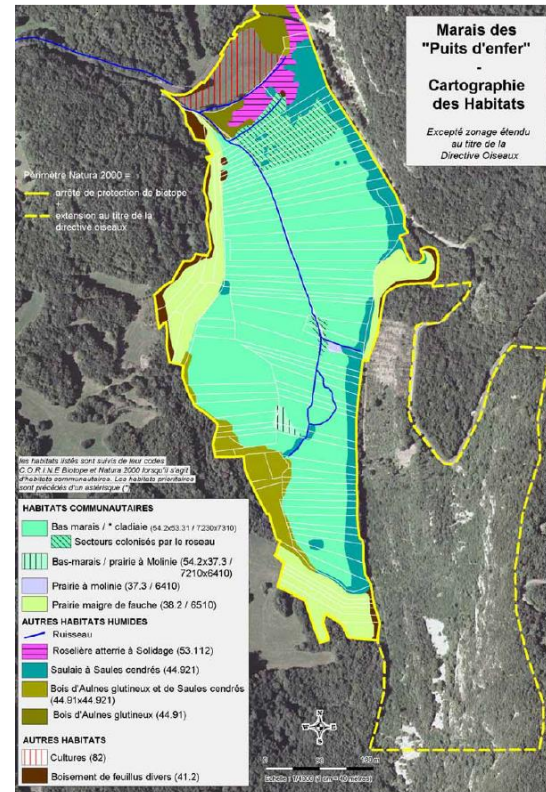 Marais des
"Puits d'enfer"
-
Cartographie
des Habitats
Excepté zonage étendu
au titre de la
Directive Oiseaux
Périmètre Natura 2000 =
arrêté de protection de biotope
+
extension au titre de la
directive oiseaux
les habitats listés sont suivis de leur codes
C.O.R.I.N.E Biotope et Natura 2000 lorsqu'il s'agit
d'habitats communautaires. Les habitats prioritaires
sont précédés d'un astérisque (*)
HABITATS COMMUNAUTAIRES
Bas marais / * cladiaie (54.2x53.31 / 7230x7310)
Secteurs colonisés par le roseau
Bas-marais / prairie à Molinie (54.2x37.3 /
7210x6410)
Prairie à molinie (37.3 / 6410)
Prairie maigre de fauche (38.2 / 6510)
AUTRES HABITATS HUMIDES
Ruisseau
Roselière atterrie à Solidage (53.112)
Saulaie à Saules cendrés (44.921)
Bois d'Aulnes glutineux et de Saules cendrés
(44.91x44.921)
Bois d'Aulnes glutineux (44.91)
AUTRES HABITATS
Cultures (82)
Boisement de feuillus divers (41.2)